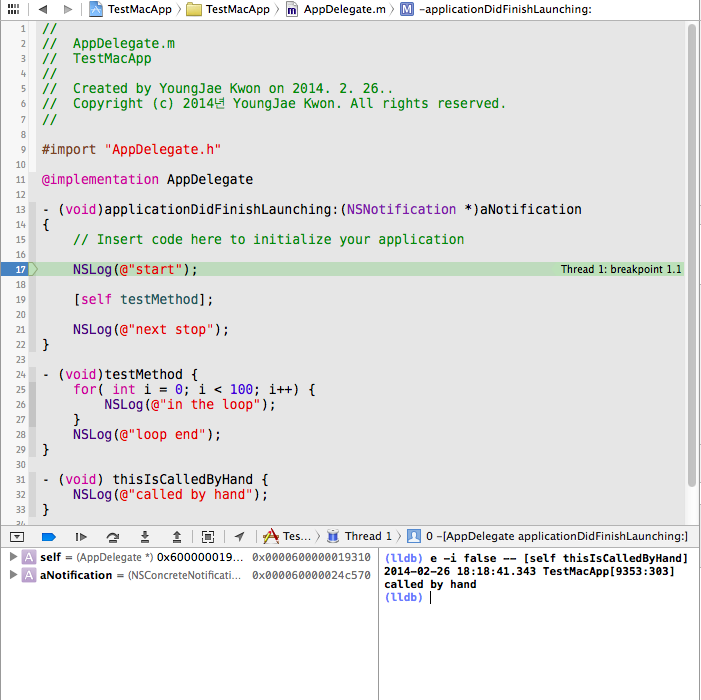 TestMacApp TestMacApp m AppDelegate.m M -applicationDidFinishLaunching:
1 //
2 //  AppDelegate.m
3 //  TestMacApp
4 //
5 //  Created by YoungJae Kwon on 2014. 2. 26..
6 //  Copyright (c) 2014년 YoungJae Kwon. All rights reserved.
7 //
8
9 #import "AppDelegate.h"
10
11 @implementation AppDelegate
12
13 - (void)applicationDidFinishLaunching:(NSNotification *)aNotification
14 {
15     // Insert code here to initialize your application
16
17     NSLog(@"start"); Thread 1: breakpoint 1.1
18
19     [self testMethod];
20
21     NSLog(@"next stop");
22 }
23
24 - (void)testMethod {
25     for( int i = 0; i < 100; i++) {
26         NSLog(@"in the loop");
27     }
28     NSLog(@"loop end");
29 }
30
31 - (void) thisIsCalledByHand {
32     NSLog(@"called by hand");
33 }
34
Tes... Thread 1 0 -[AppDelegate applicationDidFinishLaunching:]
A self = (AppDelegate *) 0x600000019... 0x0000600000019310
A aNotification = (NSConcreteNotificati... 0x000060000024c570
(lldb) e -i false -- [self thisIsCalledByHand]
2014-02-26 18:18:41.343 TestMacApp[9353:303]
called by hand
(lldb)